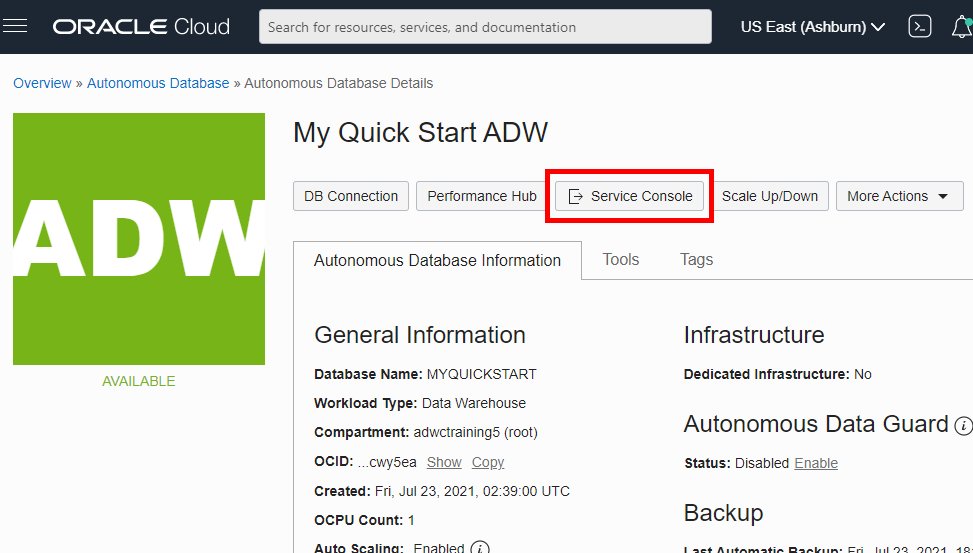 ORACLE Cloud
Search for resources, services, and documentation
US East (Ashburn)
Overview » Autonomous Database » Autonomous Database Details
ADW
AVAILABLE
My Quick Start ADW
DB Connection
Performance Hub
Service Console
Scale Up/Down
More Actions
Autonomous Database Information
Tools
Tags
General Information
Database Name: MYQUICKSTART
Workload Type: Data Warehouse
Compartment: adwctraining5 (root)
OCID: ...cwy5ea Show Copy
Created: Fri, Jul 23, 2021, 02:39:00 UTC
OCPU Count: 1
Auto Scaling: Enabled
Infrastructure
Dedicated Infrastructure: No
Autonomous Data Guard
Status: Disabled Enable
Backup
Last Automatic Backup: Fri, Jul 23, 2021, 18